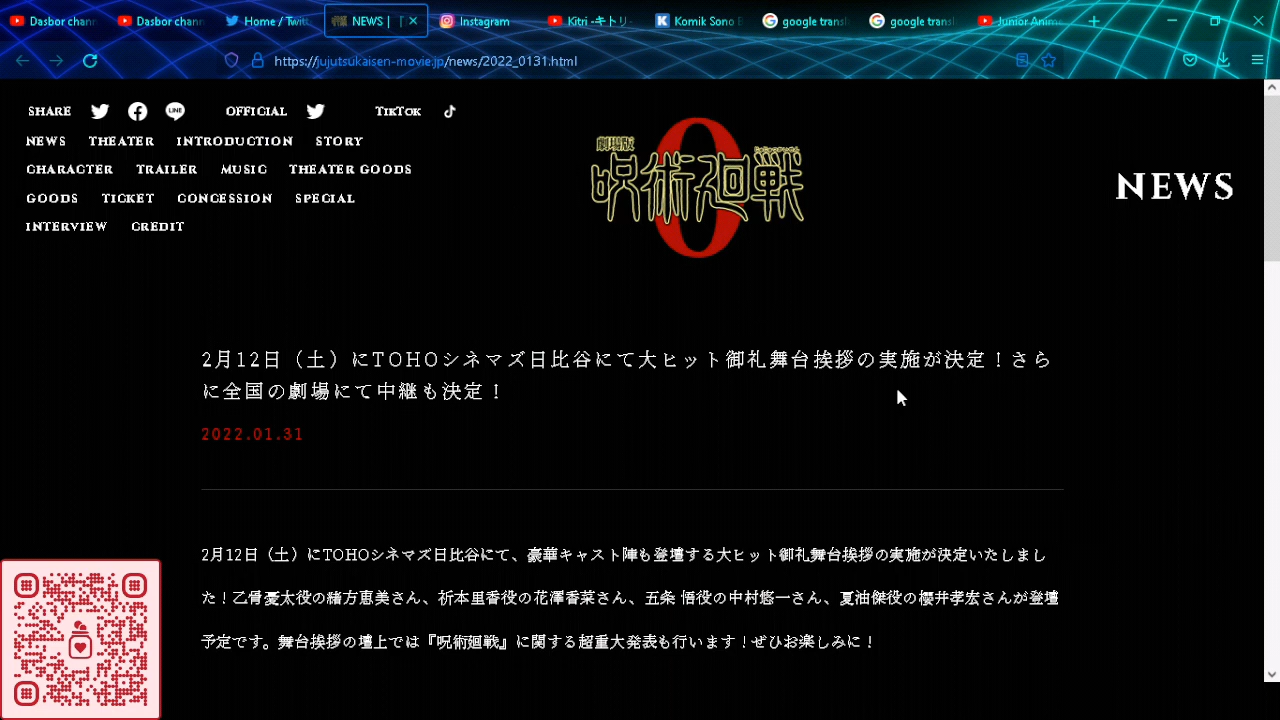 Dasbor chann
Dasbor chann
Home / Twitt
NEWS | 『
Instagram
Kitri -キトリ-
Komik Sono B
google transl
google transl
Junior Anime
https://jujutsukaisen-movie.jp/news/2022_0131.html
SHARE LINE OFFICIAL TIKTOK
NEWS THEATER INTRODUCTION STORY
CHARACTER TRAILER MUSIC THEATER GOODS
GOODS TICKET CONCESSION SPECIAL
INTERVIEW CREDIT
劇場版
呪術廻戦
0
NEWS
2月12日（土）にTOHOシネマズ日比谷にて大ヒット御礼舞台挨拶の実施が決定！さら
に全国の劇場にて中継も決定！
2022.01.31
2月12日（土）にTOHOシネマズ日比谷にて、豪華キャスト陣も登壇する大ヒット御礼舞台挨拶の実施が決定いたしまし
た！乙骨憂太役の緒方恵美さん、祈本里香役の花澤香菜さん、五条 悟役の中村悠一さん、夏油傑役の櫻井孝宏さんが登壇
予定です。舞台挨拶の壇上では『呪術廻戦』に関する超重大発表も行います！ぜひお楽しみに！